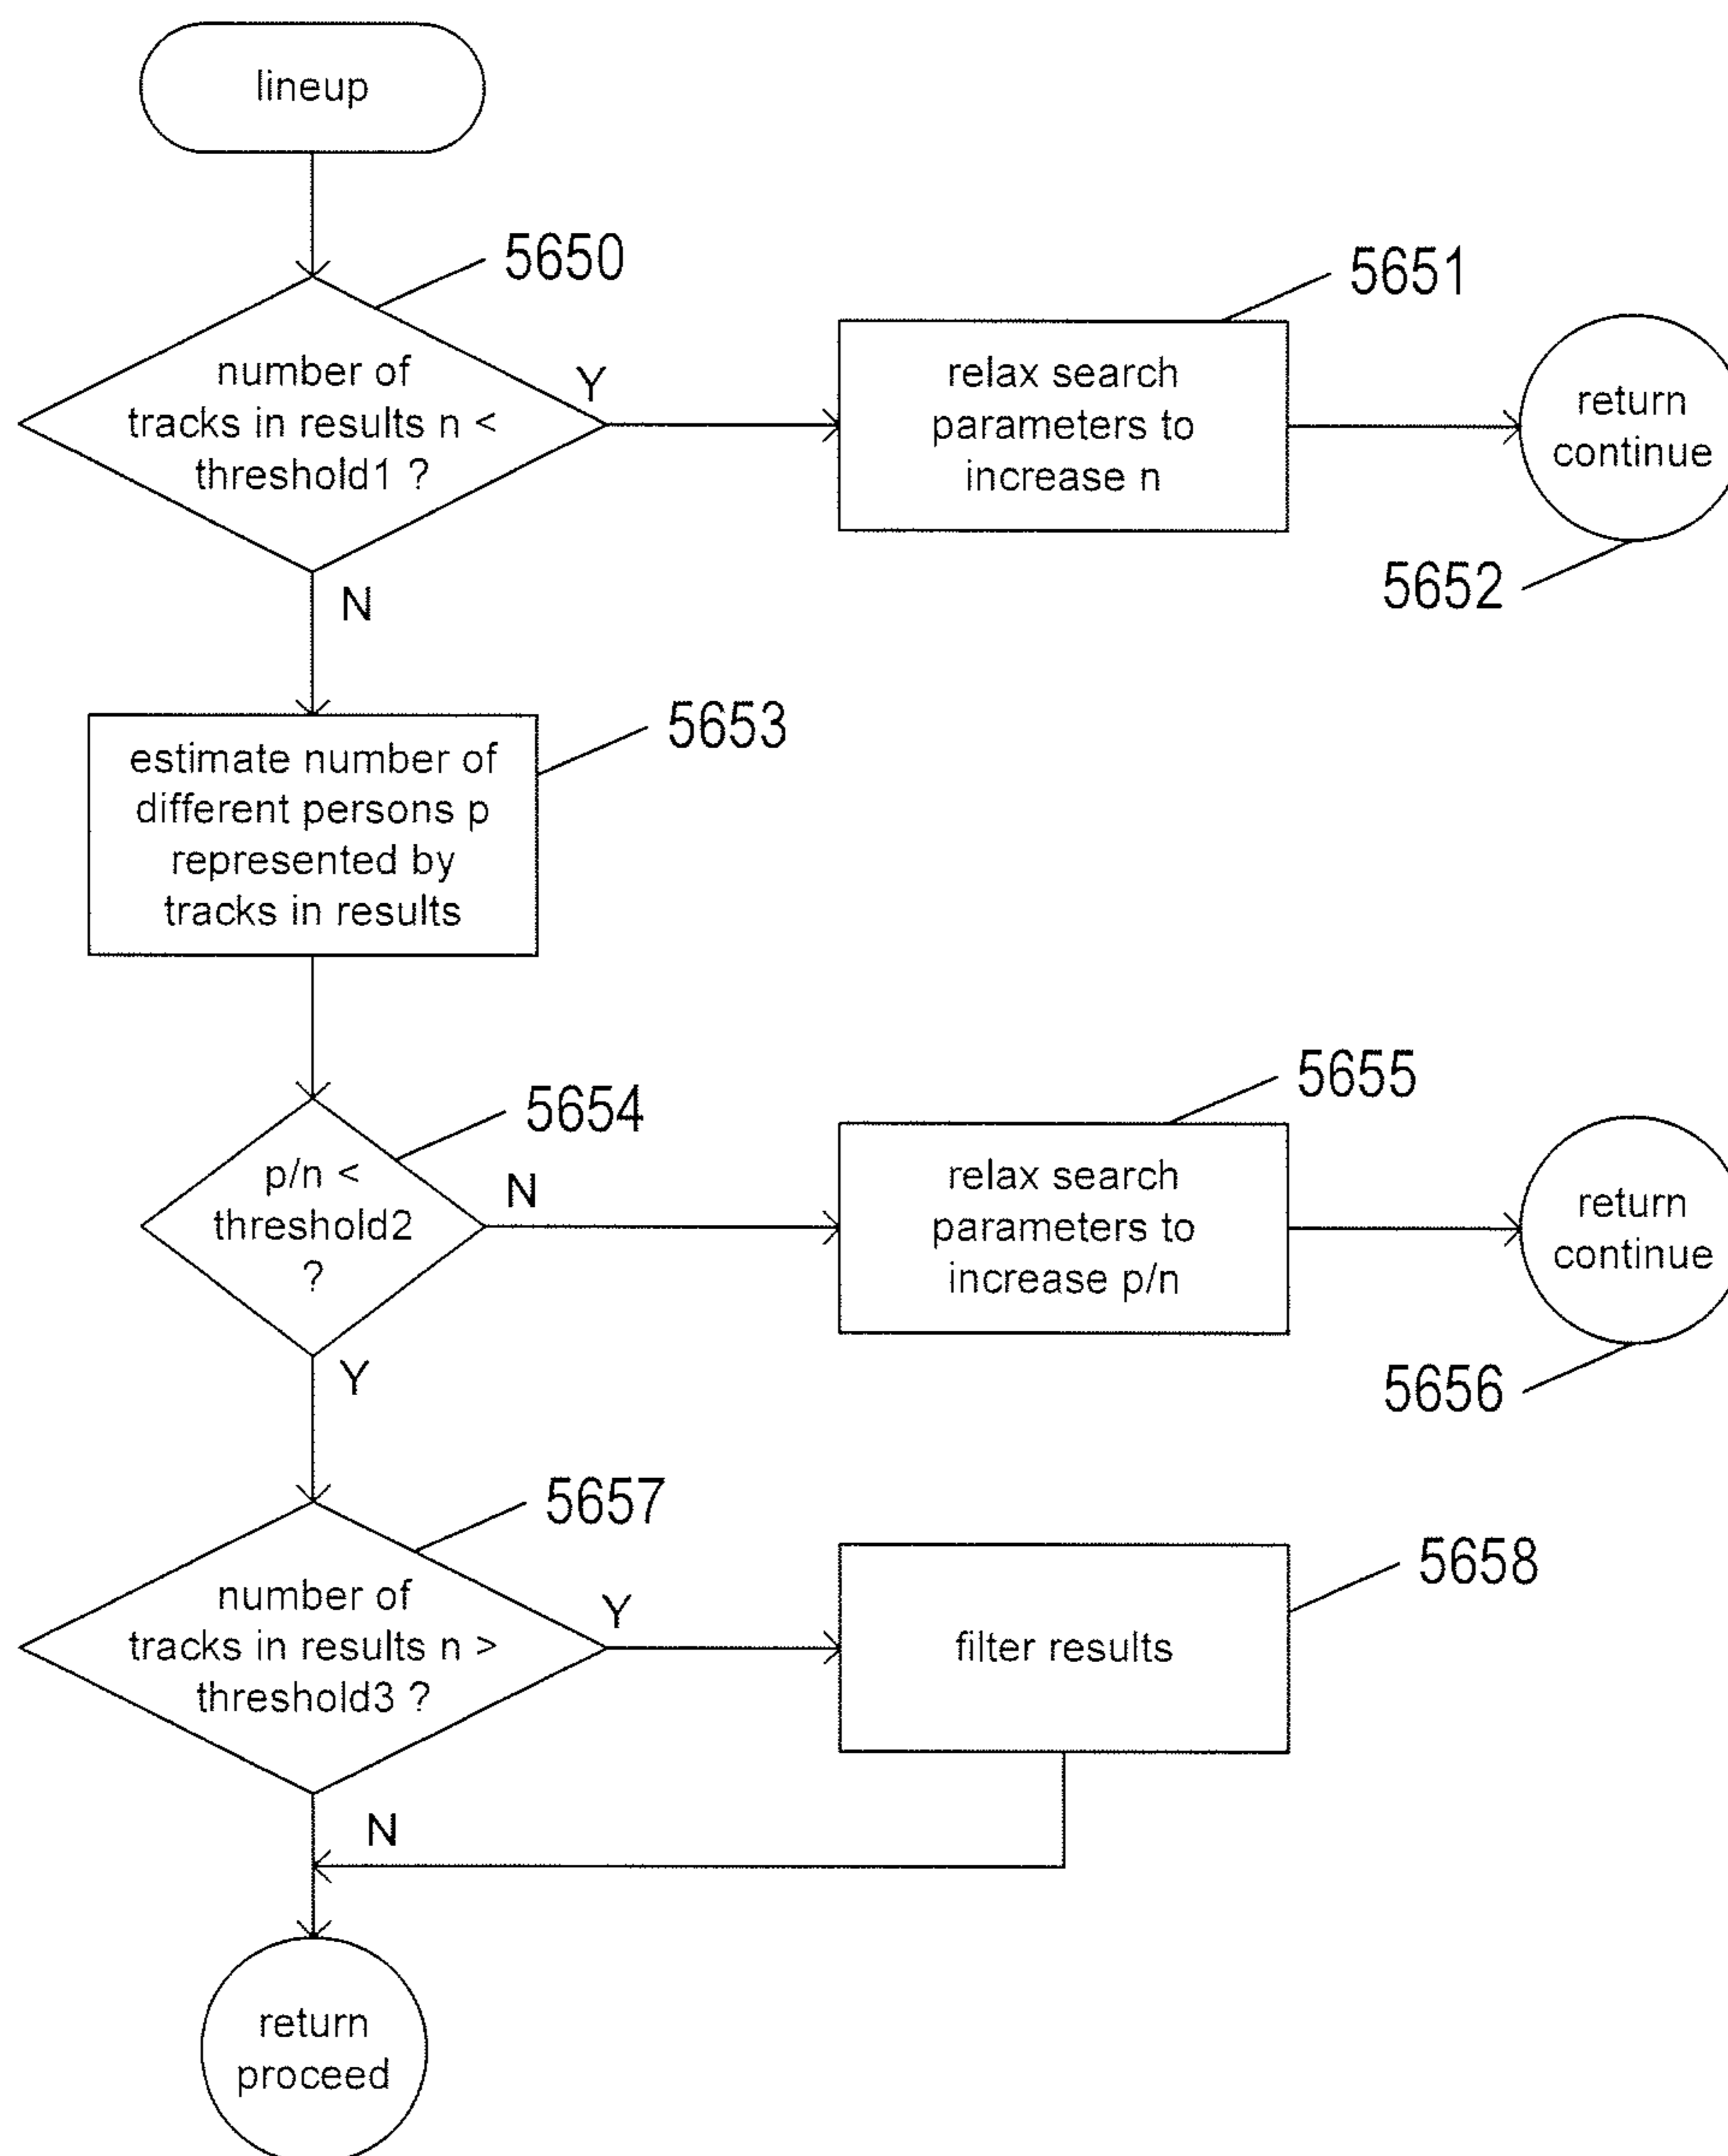 lineup
5650
number of
tracks in results n <
threshold1 ?
Y
N
5651
relax search
parameters to
increase n
return
continue
5652
5653
estimate number of
different persons p
represented by
tracks in results
5654
p/n <
threshold2
?
N
Y
5655
relax search
parameters to
increase p/n
return
continue
5656
5657
number of
tracks in results n >
threshold3 ?
Y
N
5658
filter results
return
proceed